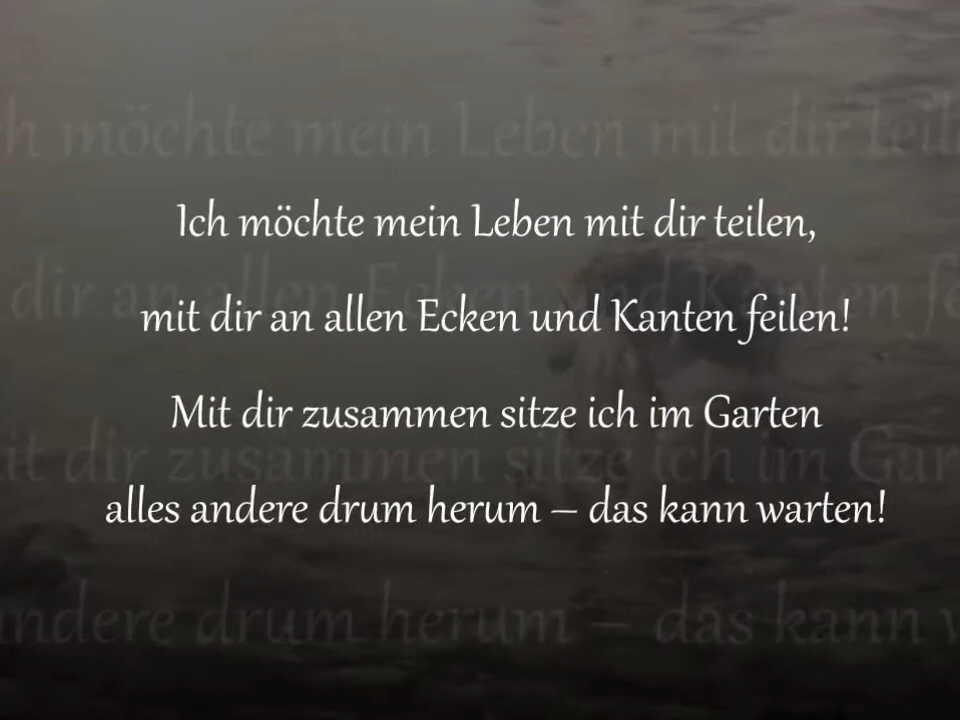 Ich möchte mein Leben mit dir teilen,
mit dir an allen Ecken und Kanten feilen!
Mit dir zusammen sitze ich im Garten
alles andere drum herum – das kann warten!